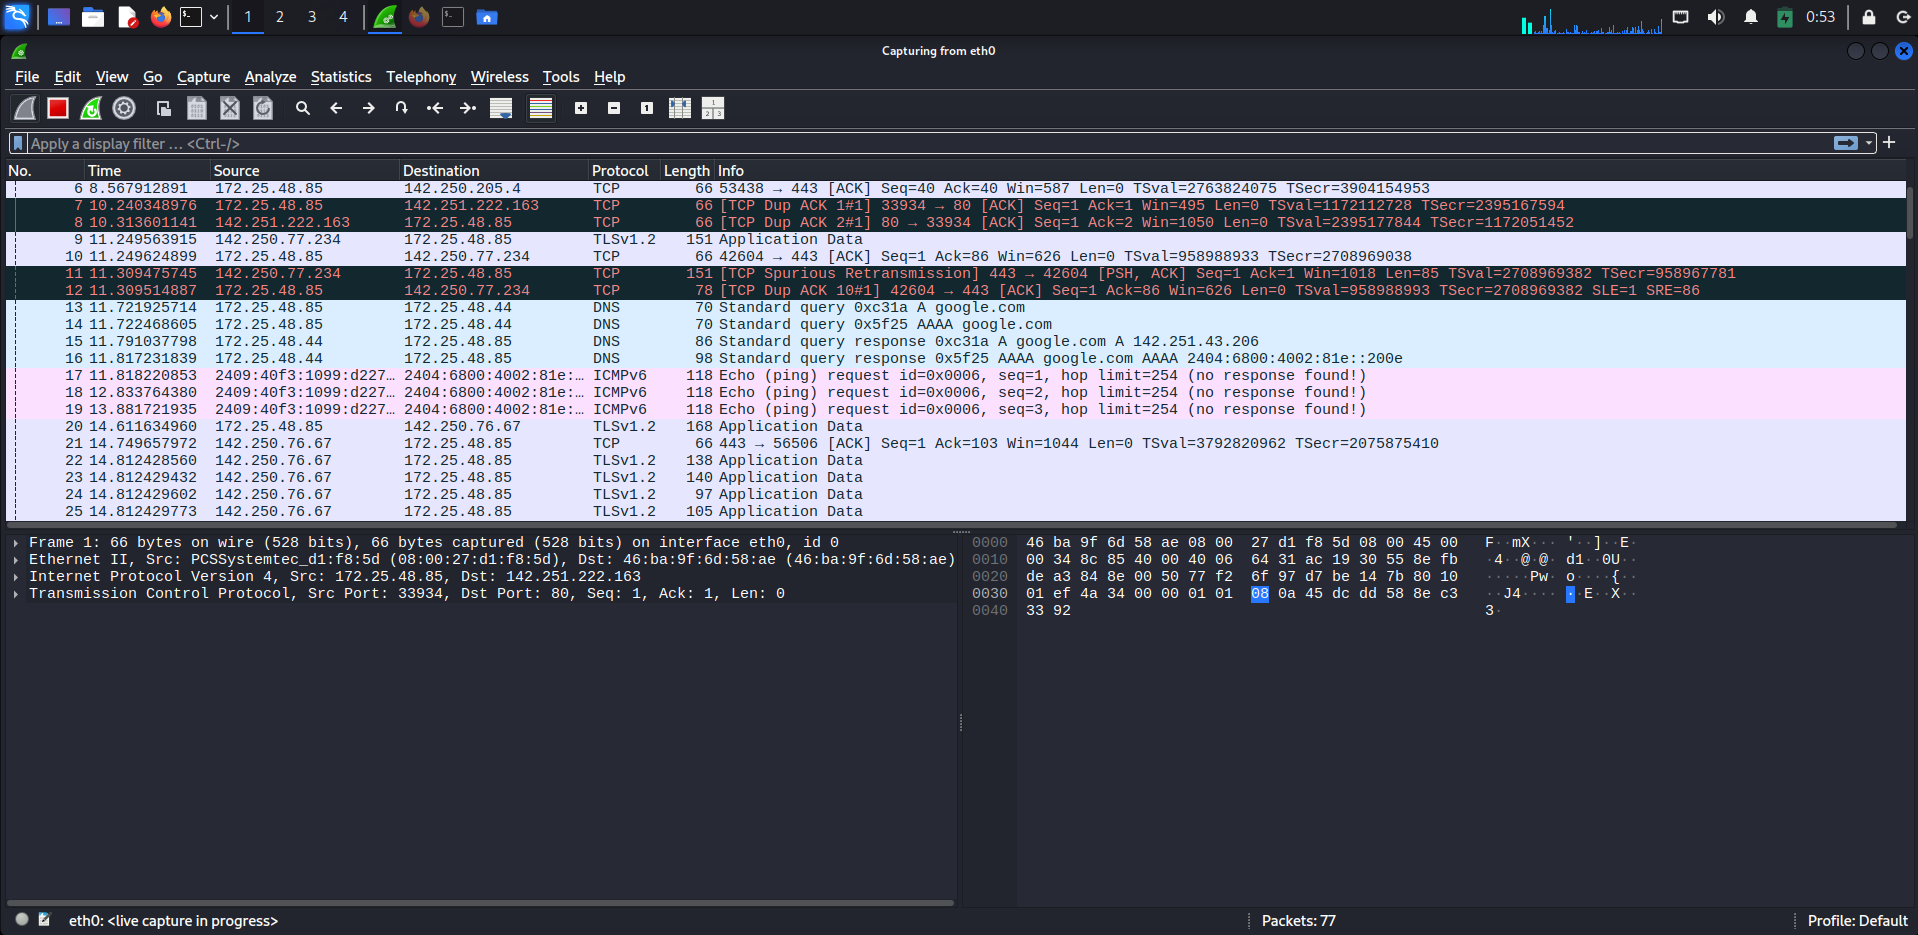 1 2 3 4 0:53
Capturing from eth0
File Edit View Go Capture Analyze Statistics Telephony Wireless Tools Help
Apply a display filter … <Ctrl-/>
No. Time Source Destination Protocol Length Info
6 8.567912891 172.25.48.85 142.250.205.4 TCP 66 53438 → 443 [ACK] Seq=40 Ack=40 Win=587 Len=0 TSval=2763824075 TSecr=3904154953
7 10.240348976 172.25.48.85 142.251.222.163 TCP 66 [TCP Dup ACK 1#1] 33934 → 80 [ACK] Seq=1 Ack=1 Win=495 Len=0 TSval=1172112728 TSecr=2395167594
8 10.313601141 142.251.222.163 172.25.48.85 TCP 66 [TCP Dup ACK 2#1] 80 → 33934 [ACK] Seq=1 Ack=2 Win=1050 Len=0 TSval=2395177844 TSecr=1172051452
9 11.249563915 142.250.77.234 172.25.48.85 TLSv1.2 151 Application Data
10 11.249624899 172.25.48.85 142.250.77.234 TCP 66 42604 → 443 [ACK] Seq=1 Ack=86 Win=626 Len=0 TSval=958988933 TSecr=2708969038
11 11.309475745 142.250.77.234 172.25.48.85 TCP 151 [TCP Spurious Retransmission] 443 → 42604 [PSH, ACK] Seq=1 Ack=1 Win=1018 Len=85 TSval=2708969382 TSecr=958967781
12 11.309514887 172.25.48.85 142.250.77.234 TCP 78 [TCP Dup ACK 10#1] 42604 → 443 [ACK] Seq=1 Ack=86 Win=626 Len=0 TSval=958988993 TSecr=2708969382 SLE=1 SRE=86
13 11.721925714 172.25.48.85 172.25.48.44 DNS 70 Standard query 0xc31a A google.com
14 11.722468605 172.25.48.85 172.25.48.44 DNS 70 Standard query 0x5f25 AAAA google.com
15 11.791037798 172.25.48.44 172.25.48.85 DNS 86 Standard query response 0xc31a A google.com A 142.251.43.206
16 11.817231839 172.25.48.44 172.25.48.85 DNS 98 Standard query response 0x5f25 AAAA google.com AAAA 2404:6800:4002:81e::200e
17 11.818220853 2409:40f3:1099:d227… 2404:6800:4002:81e:… ICMPv6 118 Echo (ping) request id=0x0006, seq=1, hop limit=254 (no response found!)
18 12.833764380 2409:40f3:1099:d227… 2404:6800:4002:81e:… ICMPv6 118 Echo (ping) request id=0x0006, seq=2, hop limit=254 (no response found!)
19 13.881721935 2409:40f3:1099:d227… 2404:6800:4002:81e:… ICMPv6 118 Echo (ping) request id=0x0006, seq=3, hop limit=254 (no response found!)
20 14.611634960 172.25.48.85 142.250.76.67 TLSv1.2 168 Application Data
21 14.749657972 142.250.76.67 172.25.48.85 TCP 66 443 → 56506 [ACK] Seq=1 Ack=103 Win=1044 Len=0 TSval=3792820962 TSecr=2075875410
22 14.812428560 142.250.76.67 172.25.48.85 TLSv1.2 138 Application Data
23 14.812429432 142.250.76.67 172.25.48.85 TLSv1.2 140 Application Data
24 14.812429602 142.250.76.67 172.25.48.85 TLSv1.2 97 Application Data
25 14.812429773 142.250.76.67 172.25.48.85 TLSv1.2 105 Application Data
Frame 1: 66 bytes on wire (528 bits), 66 bytes captured (528 bits) on interface eth0, id 0
Ethernet II, Src: PCSSystemtec_d1:f8:5d (08:00:27:d1:f8:5d), Dst: 46:ba:9f:6d:58:ae (46:ba:9f:6d:58:ae)
Internet Protocol Version 4, Src: 172.25.48.85, Dst: 142.251.222.163
Transmission Control Protocol, Src Port: 33934, Dst Port: 80, Seq: 1, Ack: 1, Len: 0
0000 46 ba 9f 6d 58 ae 08 00 27 d1 f8 5d 08 00 45 00 F··mX··· '··]··E·
0010 00 34 8c 85 40 00 40 06 64 31 ac 19 30 55 8e fb ·4··@·@· d1··0U··
0020 de a3 84 8e 00 50 77 f2 6f 97 d7 be 14 7b 80 10 ·····Pw· o····{··
0030 01 ef 4a 34 00 00 01 01 08 0a 45 dc dd 58 8e c3 ··J4···· ··E··X··
0040 33 92 3·
eth0: <live capture in progress> Packets: 77 Profile: Default